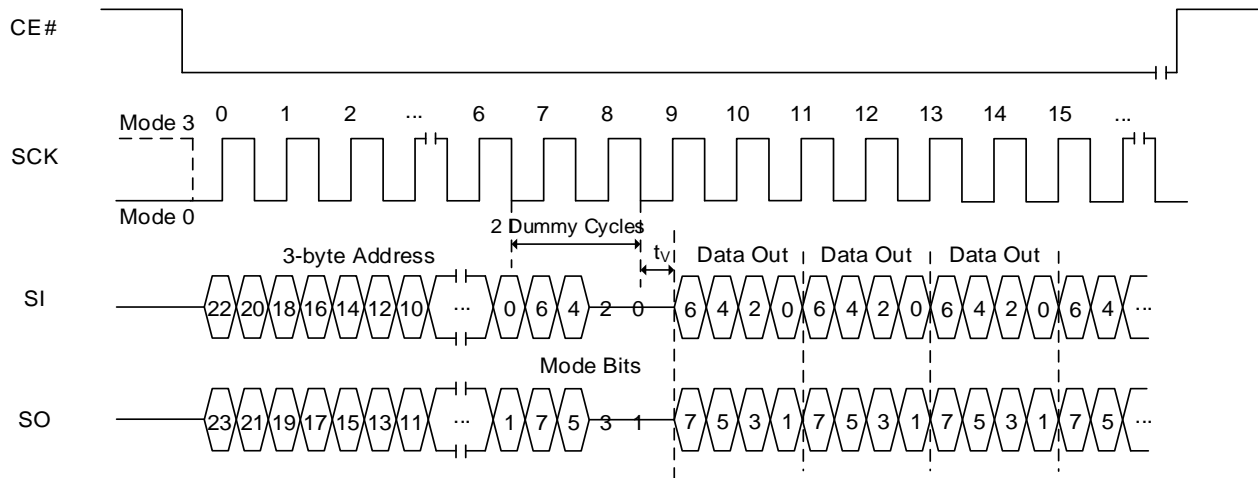 CE#
0 1 2 ... 6 7 8 9 10 11 12 13 14 15 ...
Mode 3
SCK
Mode 0
2 Dummy Cycles
tV Data Out Data Out Data Out
3-byte Address
SI 22 20 18 16 14 12 10 ... 0 6 4 2 0 6 4 2 0 6 4 2 0 6 4 2 0 6 4 ...
Mode Bits
SO 23 21 19 17 15 13 11 ... 1 7 5 3 1 7 5 3 1 7 5 3 1 7 5 3 1 7 5 ...